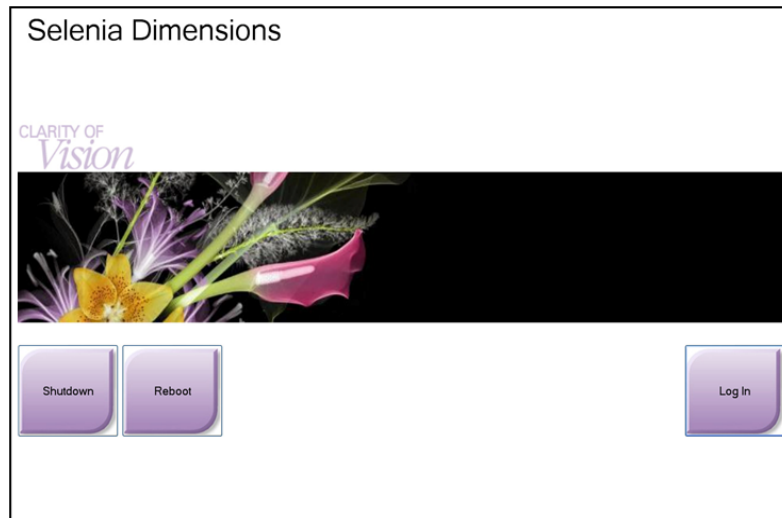 Selenia Dimensions
CLARITY OF
Vision
Shutdown
Reboot
Log In